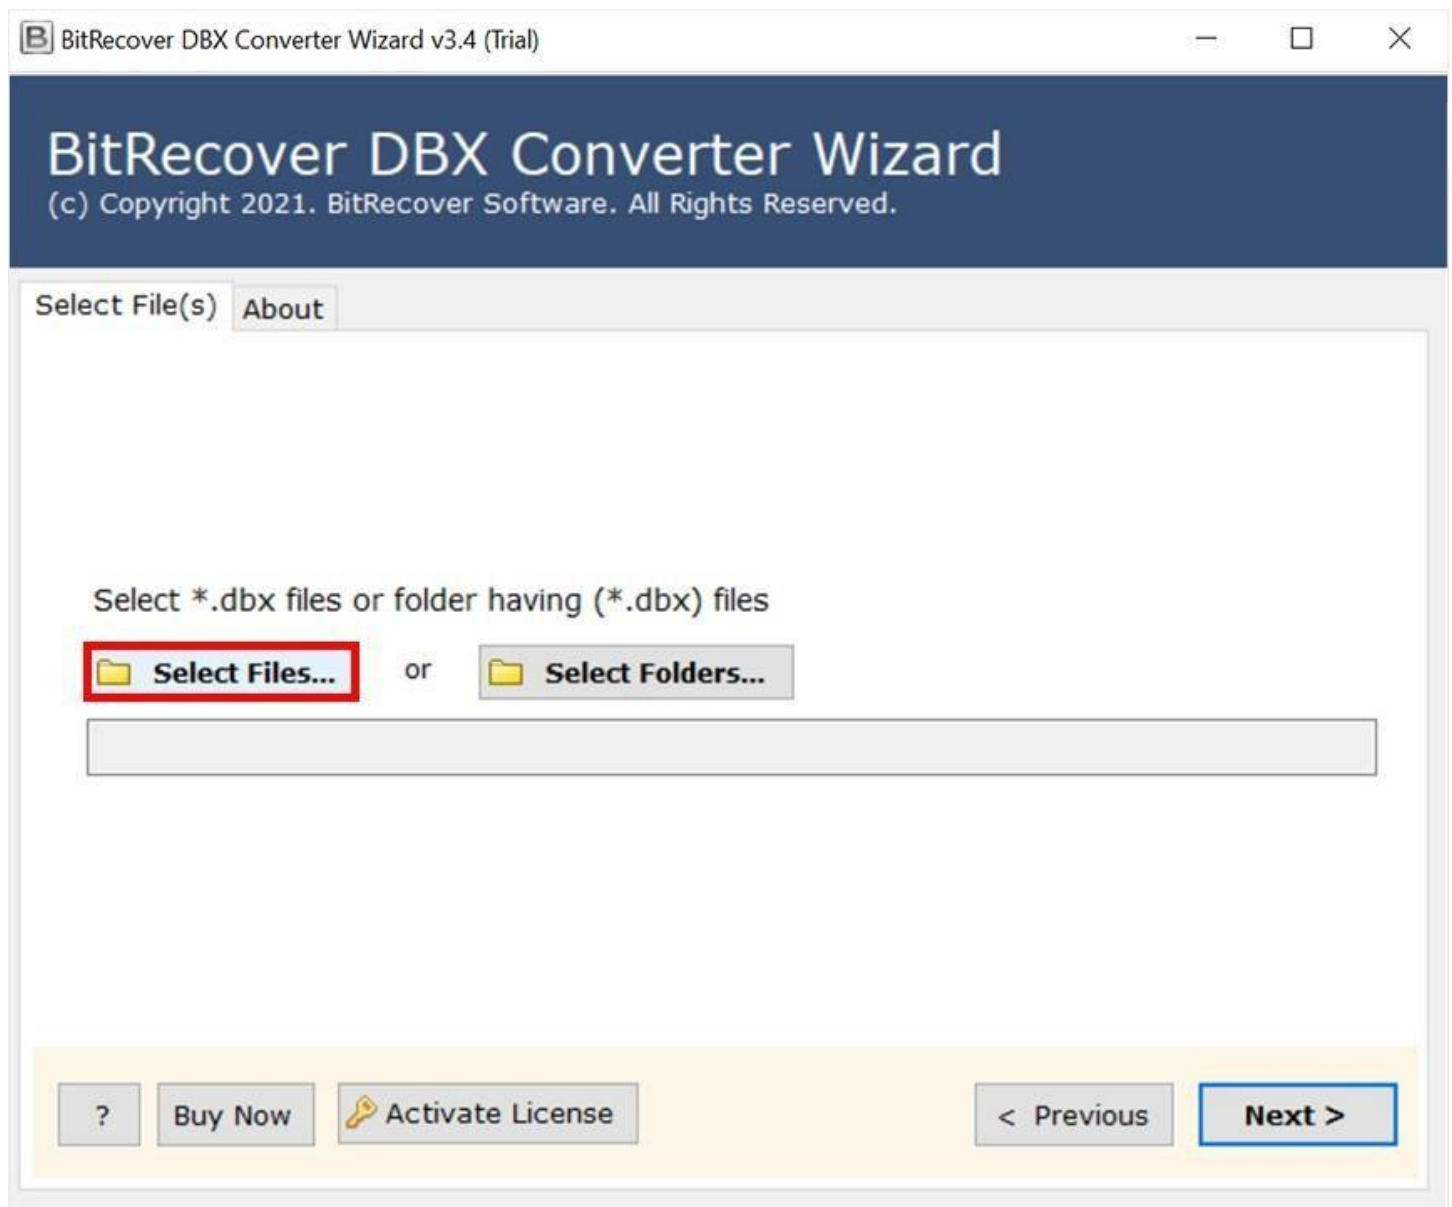 B BitRecover DBX Converter Wizard v3.4 (Trial)
BitRecover DBX Converter Wizard
(c) Copyright 2021. BitRecover Software. All Rights Reserved.
Select File(s) About
Select *.dbx files or folder having (*.dbx) files
Select Files... or Select Folders...
? Buy Now Activate License < Previous Next >